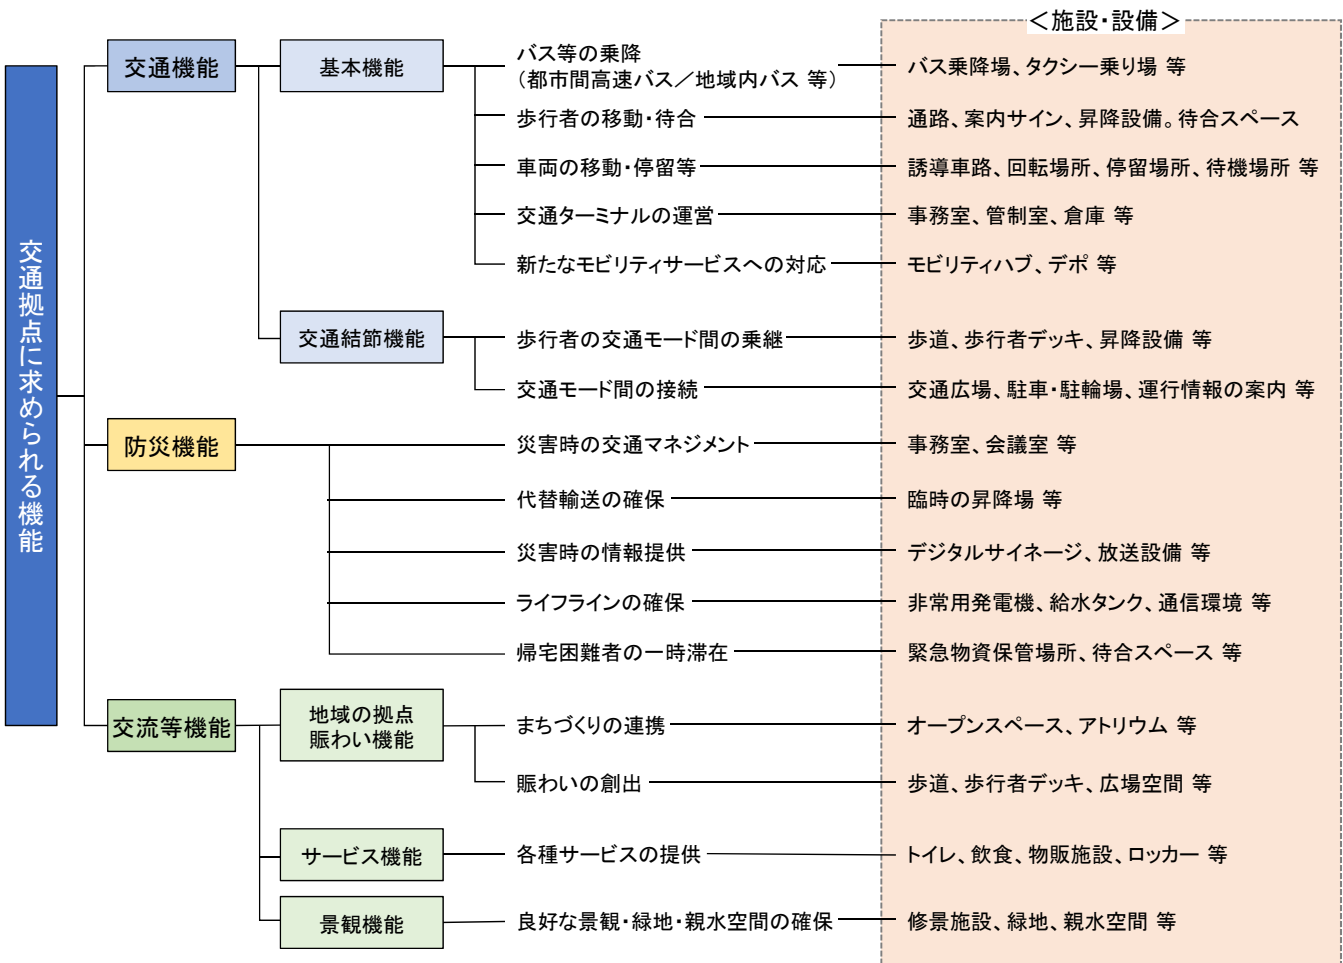 ＜施設・設備＞
交通拠点に求められる機能
交通機能
基本機能
バス等の乗降
（都市間高速バス／地域内バス 等）
バス乗降場、タクシー乗り場 等
歩行者の移動・待合
通路、案内サイン、昇降設備。待合スペース
車両の移動・停留等
誘導車路、回転場所、停留場所、待機場所 等
交通ターミナルの運営
事務室、管制室、倉庫 等
新たなモビリティサービスへの対応
モビリティハブ、デポ 等
交通結節機能
歩行者の交通モード間の乗継
歩道、歩行者デッキ、昇降設備 等
交通モード間の接続
交通広場、駐車・駐輪場、運行情報の案内 等
防災機能
災害時の交通マネジメント
事務室、会議室 等
代替輸送の確保
臨時の昇降場 等
災害時の情報提供
デジタルサイネージ、放送設備 等
ライフラインの確保
非常用発電機、給水タンク、通信環境 等
帰宅困難者の一時滞在
緊急物資保管場所、待合スペース 等
交流等機能
地域の拠点
賑わい機能
まちづくりの連携
オープンスペース、アトリウム 等
賑わいの創出
歩道、歩行者デッキ、広場空間 等
サービス機能
各種サービスの提供
トイレ、飲食、物販施設、ロッカー 等
景観機能
良好な景観・緑地・親水空間の確保
修景施設、緑地、親水空間 等